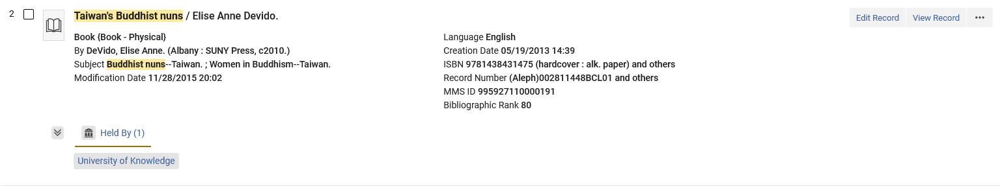 2
Taiwan's Buddhist nuns / Elise Anne Devido.
Edit Record
View Record
•••
Book {Book - Physical}
By DeVido, Elise Anne. (Albany : SUNY Press, c2010.)
Subject Buddhist nuns--Taiwan. ; Women in Buddhism--Taiwan.
Modification Date 11/28/2015 20:02
Language English
Creation Date 05/19/2013 14:39
ISBN 9781438431475 (hardcover : alk. paper) and others
Record Number (Aleph)002811448BCL01 and others
MMS ID 995927110000191
Bibliographic Rank 80
Held By (1)
University of Knowledge